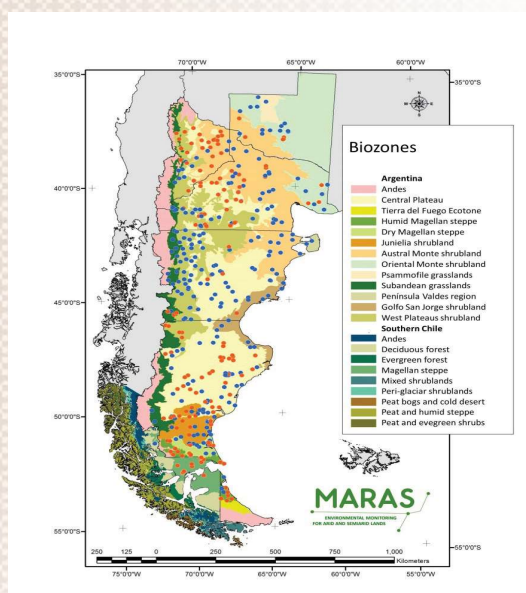 70°0'0"W
65°0'0"W
60°0'0"W
35°0'0"S
35°0'0"S
40°0'0"S
40°0'0"S
45°0'0"S
50°0'0"S
55°0'0"S
55°0'0"S
75°0'0"W
70°0'0"W
65°0'0"W
60°0'0"W
Biozones
Argentina
Andes
Central Plateau
Tierra del Fuego Ecotone
Humid Magellan steppe
Dry Magellan steppe
Junielia shrubland
Austral Monte shrubland
Oriental Monte shrubland
Psammofile grasslands
Subandean grasslands
Península Valdes region
Golfo San Jorge shrubland
West Plateaus shrubland
Southern Chile
Andes
Deciduous forest
Evergreen forest
Magellan steppe
Mixed shrublands
Peri-glaciar shrublands
Peat bogs and cold desert
Peat and humid steppe
Peat and evegreen shrubs
MARAS
ENVIRONMENTAL MONITORING
FOR ARID AND SEMIARID LANDS
250 125 0 250 500 750 1.000
Kilometers